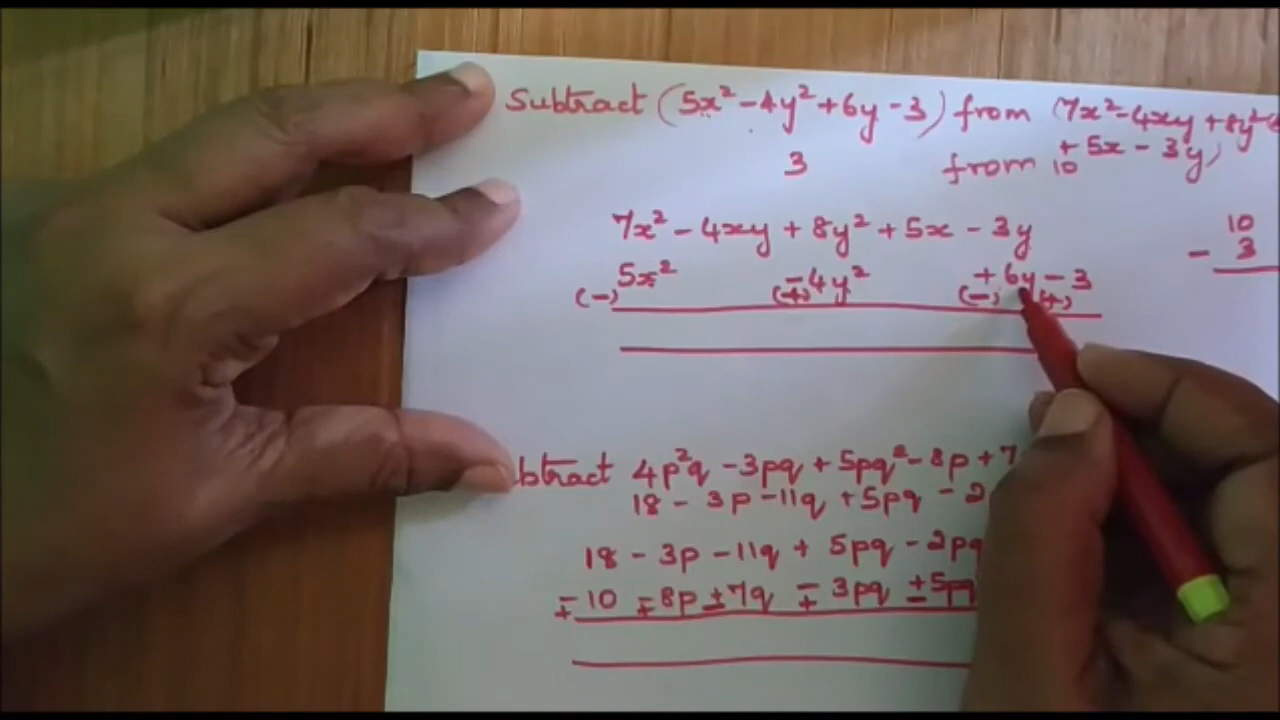 Subtract (5x² - 4y² + 6y - 3) from (7x² - 4xy + 8y²
+ 5x - 3y)
3 from 10
7x² - 4xy + 8y² + 5x - 3y
5x² - 4y² + 6y - 3
(-) (+) (-) (+)
10
- 3
btract 4p²q - 3pq + 5pq² - 8p + 7
18 - 3p - 11q + 5pq - 2
18 - 3p - 11q + 5pq - 2pq
- 10 - 8p + 7q - 3pq + 5pq
+ + - + -